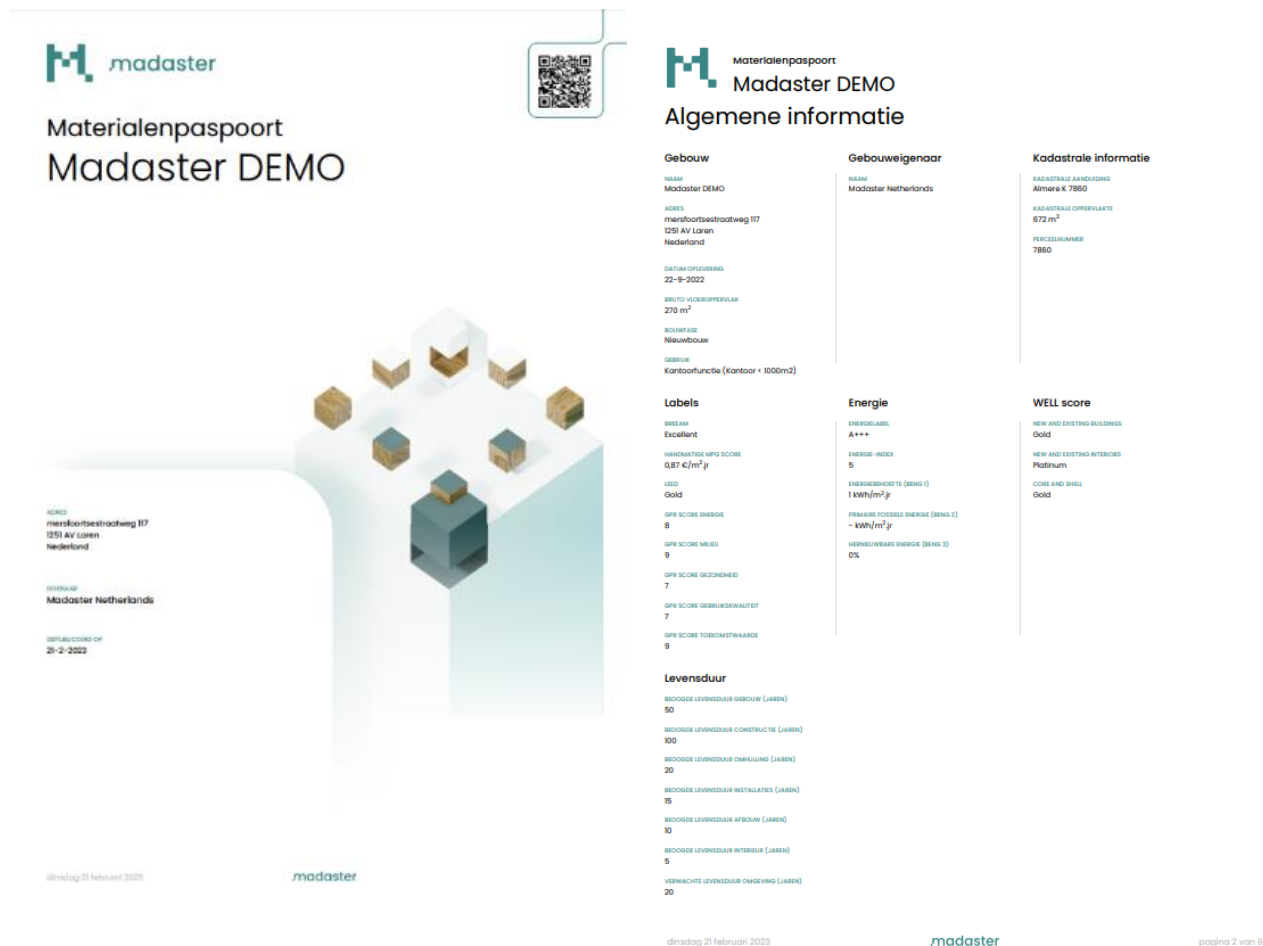 madaster
Materialenpaspoort
Madaster DEMO
ADRES
mersfoortsestraatweg 117
1251 AV Laren
Nederland
EIGENAAR
Madaster Netherlands
GEPUBLICEERD OP
21-2-2023
dinsdag 21 februari 2023
madaster
Materialenpaspoort
Madaster DEMO
Algemene informatie
Gebouw
NAAM
Madaster DEMO
ADRES
mersfoortsestraatweg 117
1251 AV Laren
Nederland
DATUM OPLEVERING
22-9-2022
BRUTO VLOEROPPERVLAK
270 m²
BOUWFASE
Nieuwbouw
GEBRUIK
Kantoorfunctie (Kantoor < 1000m2)
Gebouweigenaar
NAAM
Madaster Netherlands
Kadastrale informatie
KADASTRALE AANDUIDING
Almere K 7860
KADASTRALE OPPERVLAKTE
672 m²
PERCEELNUMMER
7860
Labels
BREEAM
Excellent
HANDMATIGE MPG SCORE
0,87 €/m².jr
LEED
Gold
GPR SCORE ENERGIE
8
GPR SCORE MILIEU
9
GPR SCORE GEZONDHEID
7
GPR SCORE GEBRUIKSKWALITEIT
7
GPR SCORE TOEKOMSTWAARDE
9
Energie
ENERGIELABEL
A+++
ENERGIE-INDEX
5
ENERGIEBEHOEFTE (BENG 1)
1 kWh/m².jr
PRIMAIRE FOSSIELE ENERGIE (BENG 2)
- kWh/m².jr
HERNIEUWBARE ENERGIE (BENG 3)
0%
WELL score
NEW AND EXISTING BUILDINGS
Gold
NEW AND EXISTING INTERIORS
Platinum
CORE AND SHELL
Gold
Levensduur
BEOOGDE LEVENSDUUR GEBOUW (JAREN)
50
BEOOGDE LEVENSDUUR CONSTRUCTIE (JAREN)
100
BEOOGDE LEVENSDUUR OMHULLING (JAREN)
20
BEOOGDE LEVENSDUUR INSTALLATIES (JAREN)
15
BEOOGDE LEVENSDUUR AFBOUW (JAREN)
10
BEOOGDE LEVENSDUUR INTERIEUR (JAREN)
5
VERWACHTE LEVENSDUUR OMGEVING (JAREN)
20
dinsdag 21 februari 2023
madaster
pagina 2 van 9